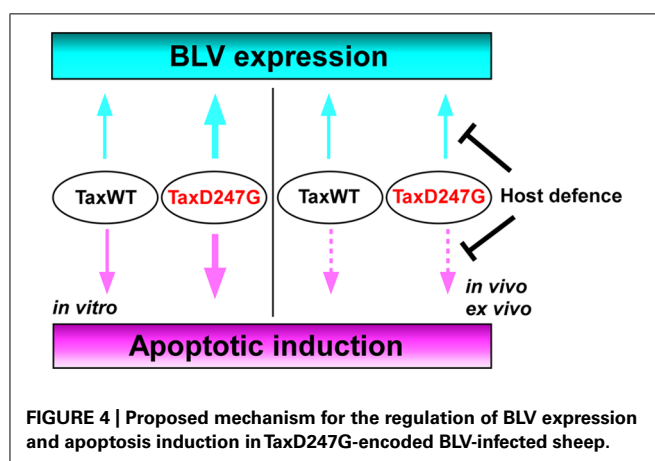 BLV expression
TaxWT TaxD247G TaxWT TaxD247G Host defence
in vitro
in vivo
ex vivo
Apoptotic induction
FIGURE 4 | Proposed mechanism for the regulation of BLV expression
and apoptosis induction in TaxD247G-encoded BLV-infected sheep.